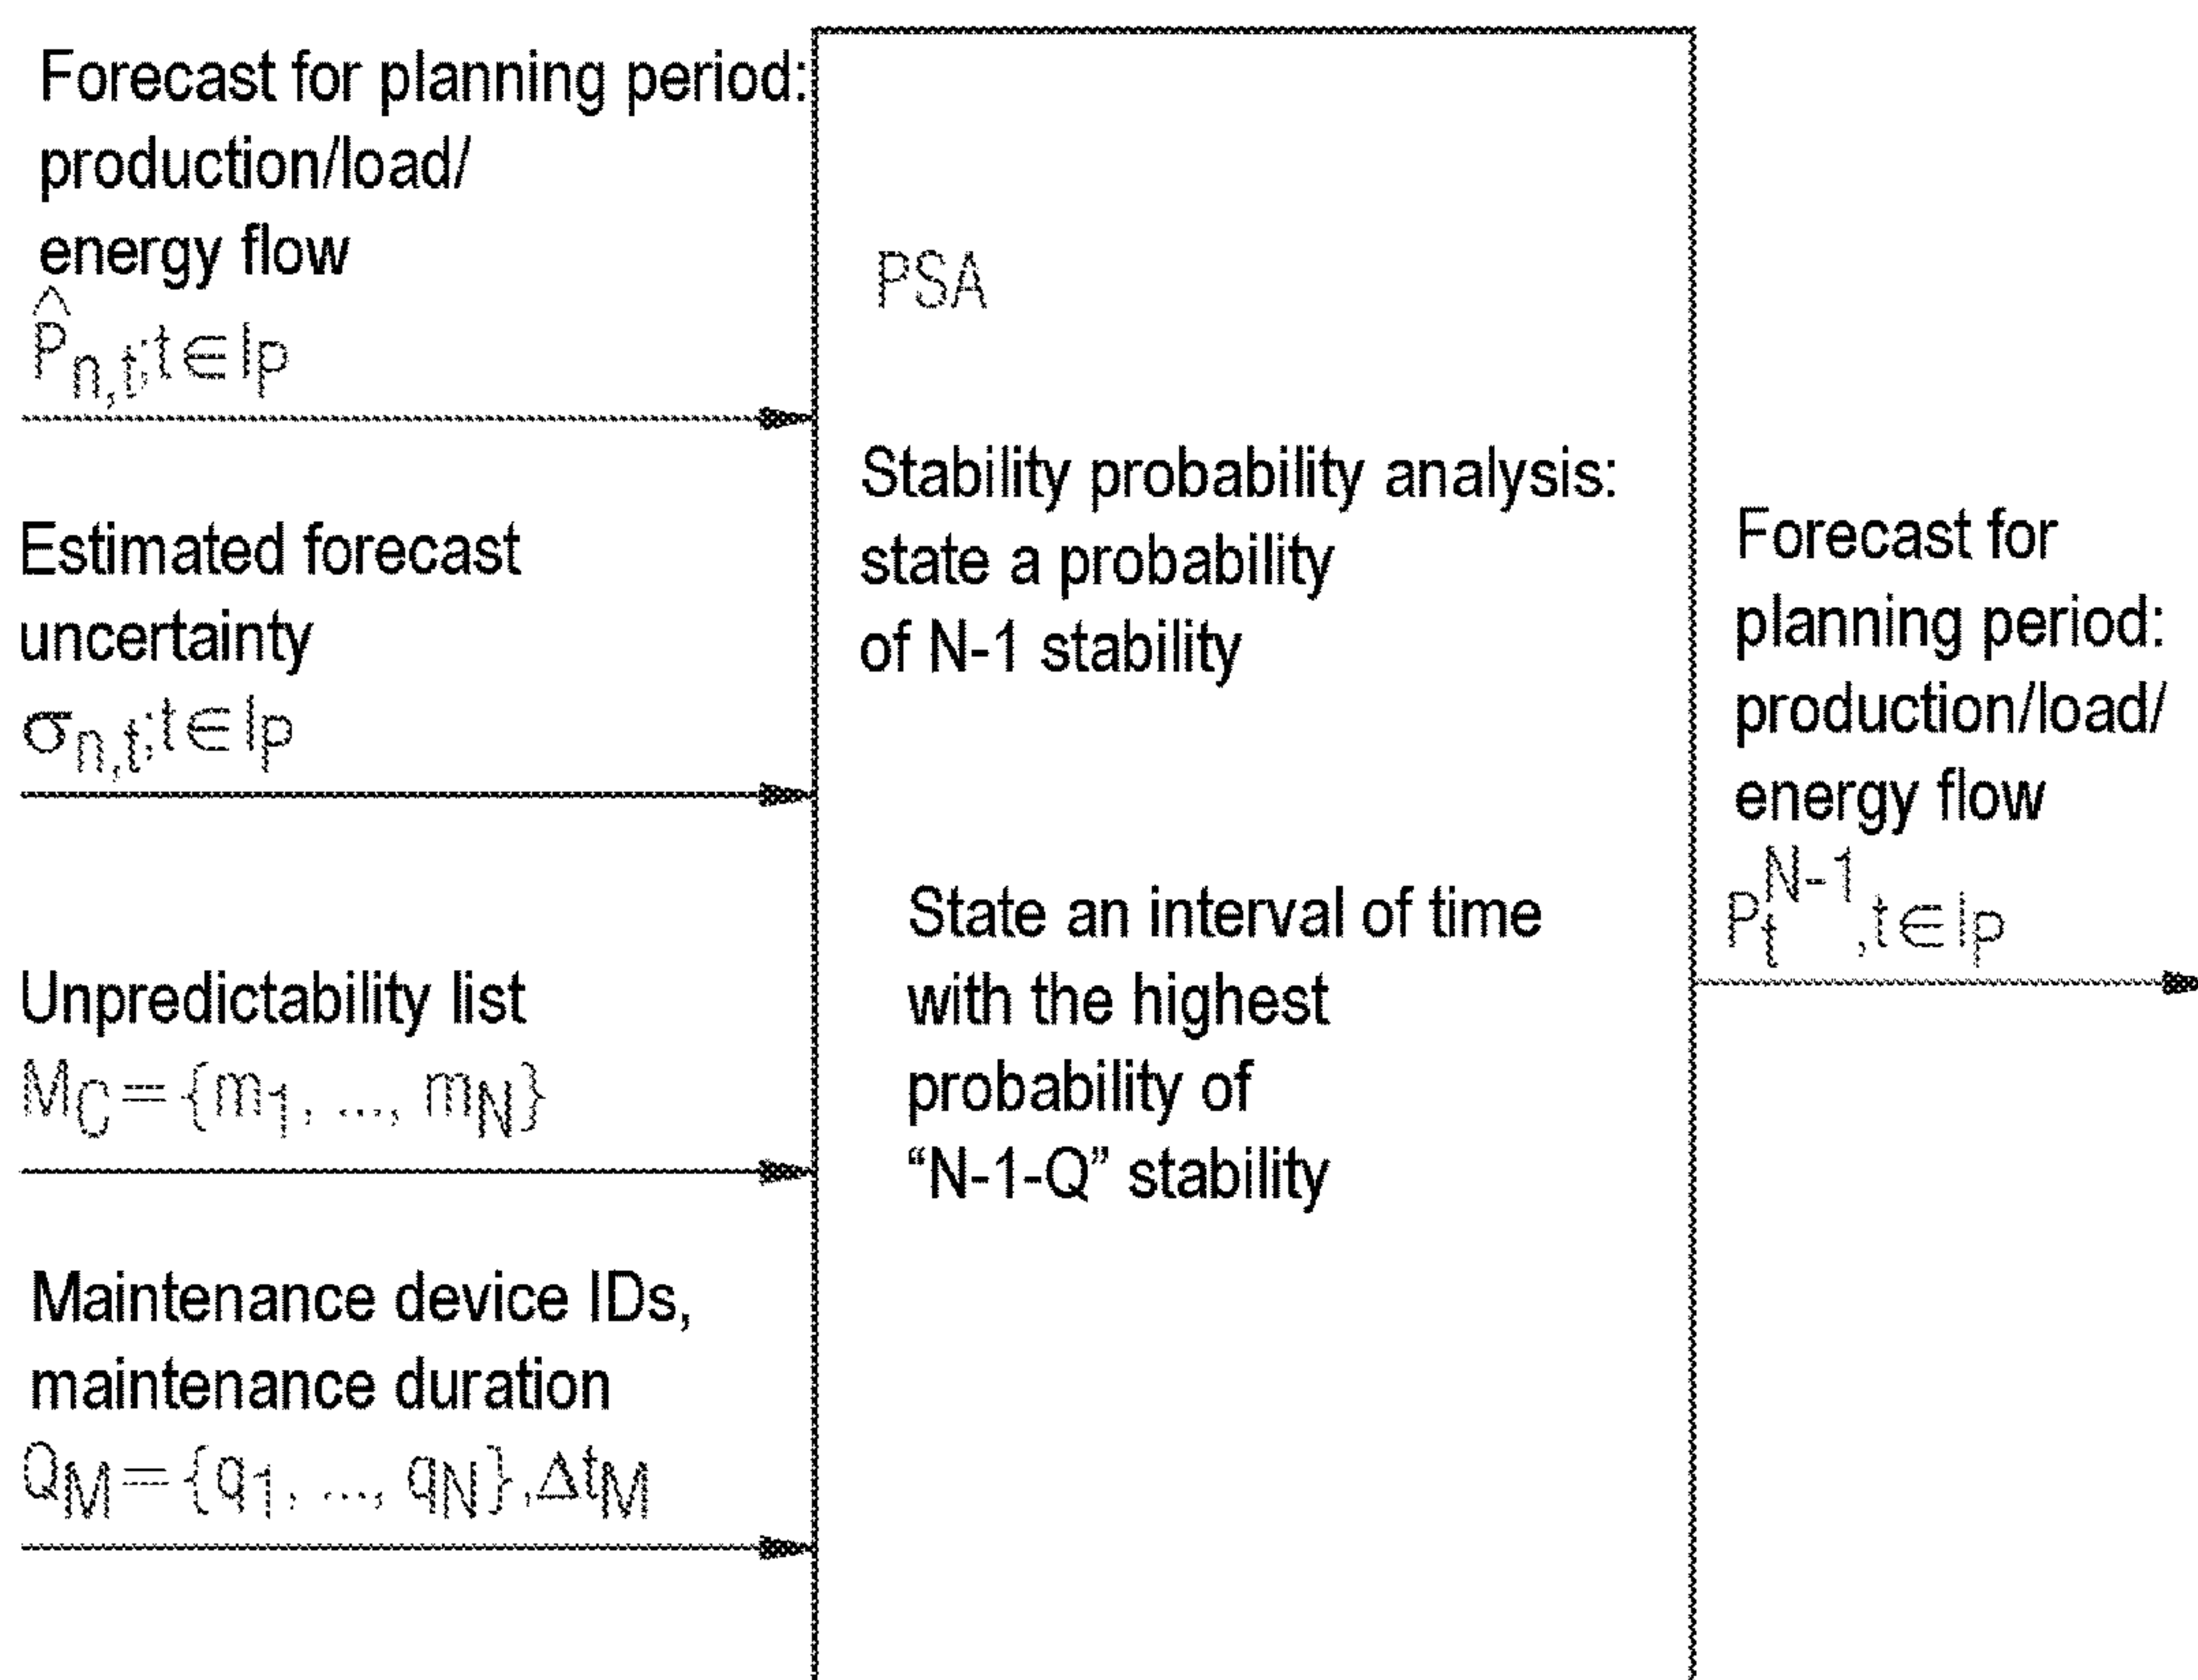 Forecast for planning period:
production/load/
energy flow
P̂n,t;t∈Ip
Estimated forecast
uncertainty
σn,t;t∈Ip
Unpredictability list
MC={m1, ..., mN}
Maintenance device IDs,
maintenance duration
QM={q1, ..., qN},ΔtM
PSA
Stability probability analysis:
state a probability
of N-1 stability
State an interval of time
with the highest
probability of
“N-1-Q” stability
Forecast for
planning period:
production/load/
energy flow
PtN-1,t∈Ip